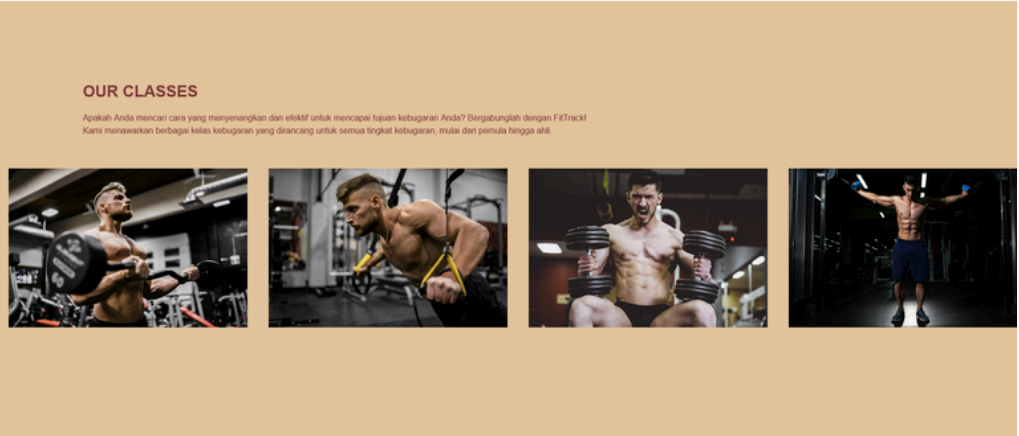 OUR CLASSES
Apakah Anda mencari cara yang menyenangkan dan efektif untuk mencapai tujuan kebugaran Anda? Bergabunglah dengan FitTrack!
Kami menawarkan berbagai kelas kebugaran yang dirancang untuk semua tingkat kebugaran, mulai dari pemula hingga ahli.